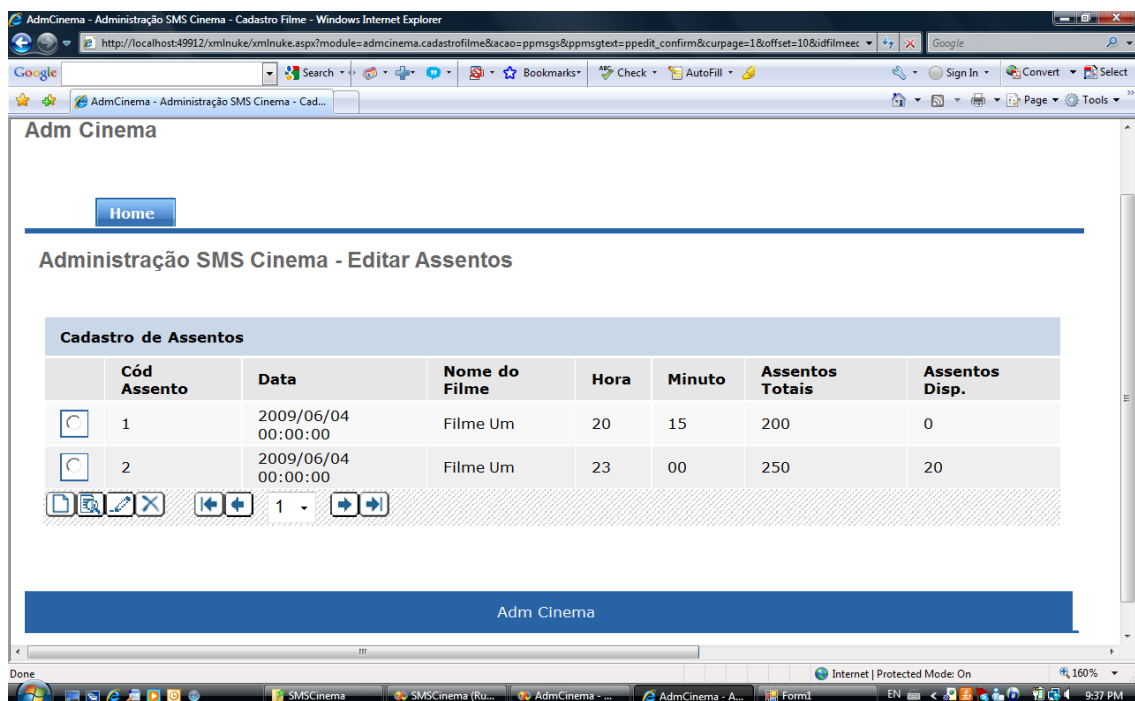 AdmCinema - Administração SMS Cinema - Cadastro Filme - Windows Internet Explorer
http://localhost:49912/xmlnuke/xmlnuke.aspx?module=admcinema.cadastrofilme&acao=ppmsgs&ppmsgtext=ppedit_confirm&curpage=1&offset=10&idfilmeec
Google
Google Search Bookmarks Check AutoFill Sign In Convert Select
AdmCinema - Administração SMS Cinema - Cad... Page Tools
Adm Cinema
Home
Administração SMS Cinema - Editar Assentos
Cadastro de Assentos
Cód Assento Data Nome do Filme Hora Minuto Assentos Totais Assentos Disp.
1 2009/06/04 00:00:00 Filme Um 20 15 200 0
2 2009/06/04 00:00:00 Filme Um 23 00 250 20
1
Adm Cinema
Done Internet | Protected Mode: On 160%
SMSCinema SMSCinema (Ru... AdmCinema - ... AdmCinema - A... Form1 EN 9:37 PM